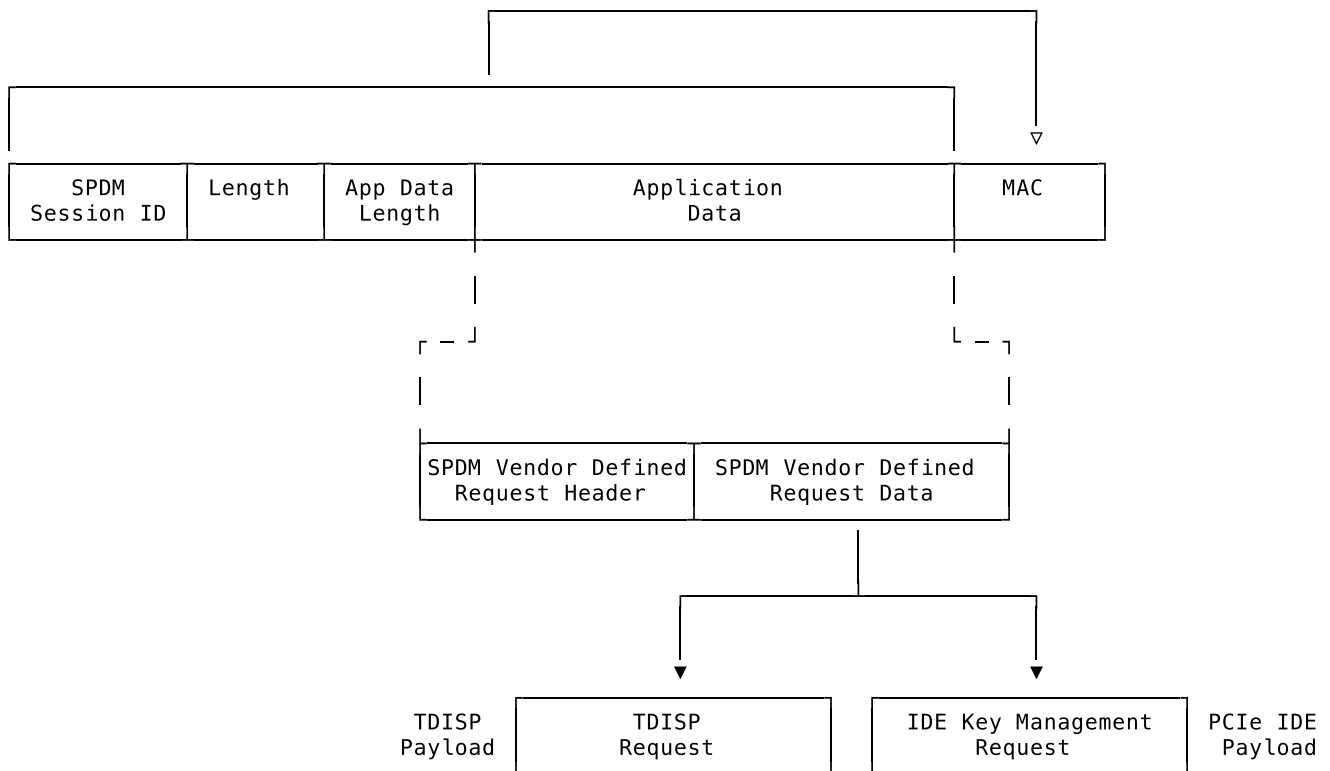 SPDM
Session ID
Length
App Data
Length
Application
Data
MAC
SPDM Vendor Defined
Request Header
SPDM Vendor Defined
Request Data
TDISP
Payload
TDISP
Request
IDE Key Management
Request
PCIe IDE
Payload